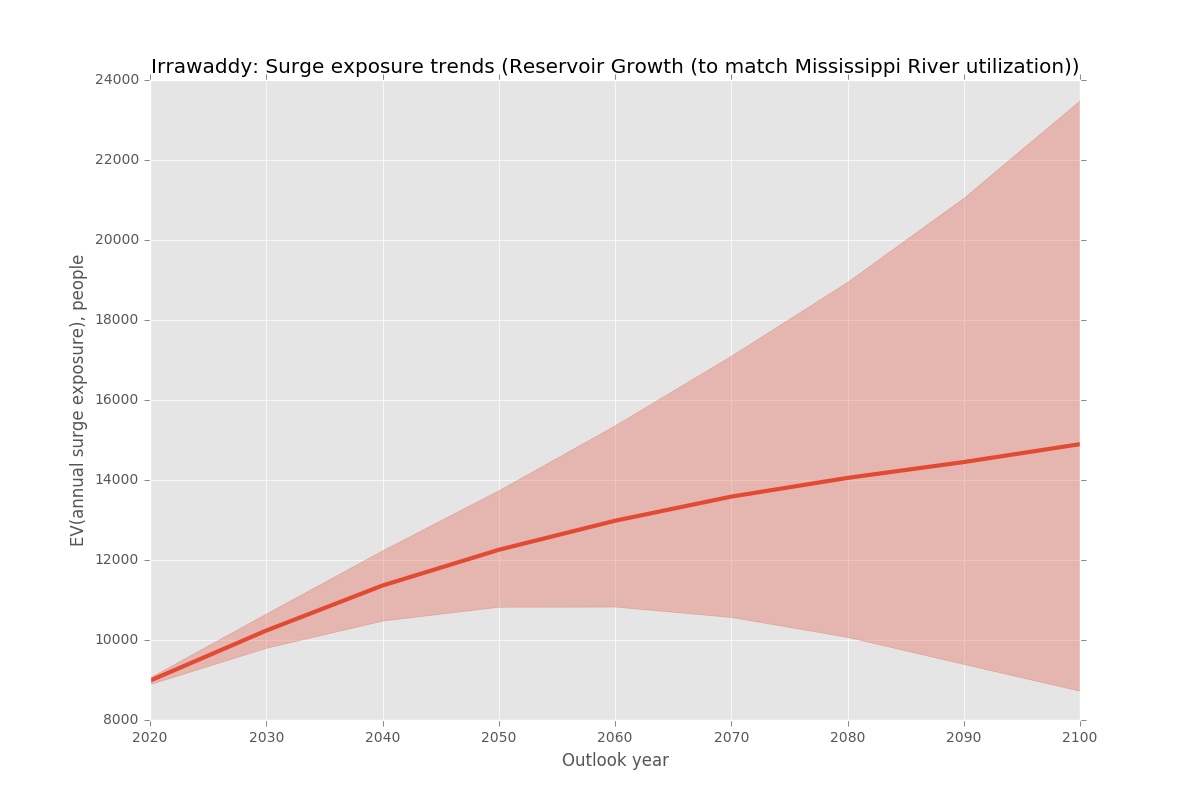 Irrawaddy: Surge exposure trends (Reservoir Growth (to match Mississippi River utilization))
24000
22000
20000
18000
16000
14000
12000
10000
8000
EV(annual surge exposure), people
2020 2030 2040 2050 2060 2070 2080 2090 2100
Outlook year